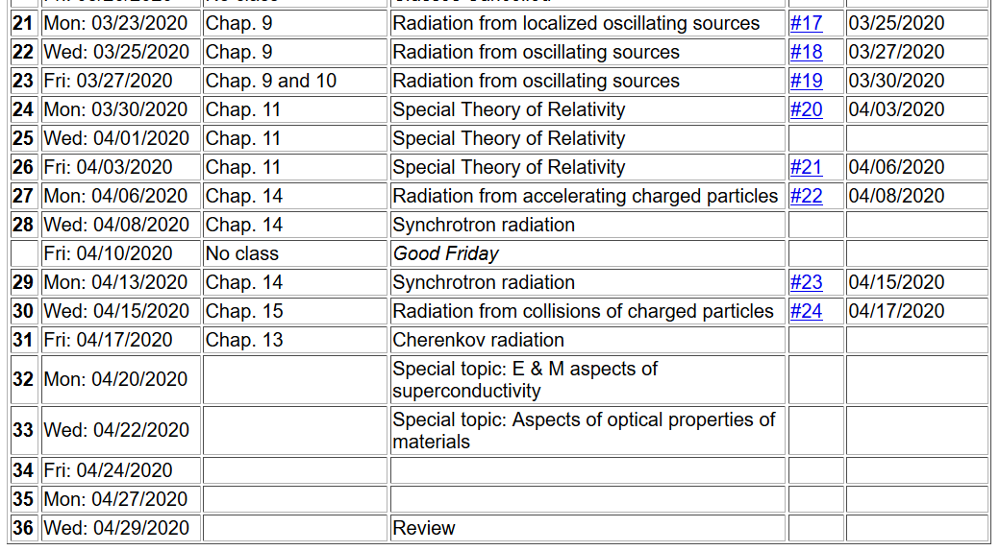 21 Mon: 03/23/2020 Chap. 9 Radiation from localized oscillating sources #17 03/25/2020
22 Wed: 03/25/2020 Chap. 9 Radiation from oscillating sources #18 03/27/2020
23 Fri: 03/27/2020 Chap. 9 and 10 Radiation from oscillating sources #19 03/30/2020
24 Mon: 03/30/2020 Chap. 11 Special Theory of Relativity #20 04/03/2020
25 Wed: 04/01/2020 Chap. 11 Special Theory of Relativity
26 Fri: 04/03/2020 Chap. 11 Special Theory of Relativity #21 04/06/2020
27 Mon: 04/06/2020 Chap. 14 Radiation from accelerating charged particles #22 04/08/2020
28 Wed: 04/08/2020 Chap. 14 Synchrotron radiation
Fri: 04/10/2020 No class Good Friday
29 Mon: 04/13/2020 Chap. 14 Synchrotron radiation #23 04/15/2020
30 Wed: 04/15/2020 Chap. 15 Radiation from collisions of charged particles #24 04/17/2020
31 Fri: 04/17/2020 Chap. 13 Cherenkov radiation
32 Mon: 04/20/2020 Special topic: E & M aspects of
superconductivity
33 Wed: 04/22/2020 Special topic: Aspects of optical properties of
materials
34 Fri: 04/24/2020
35 Mon: 04/27/2020
36 Wed: 04/29/2020 Review